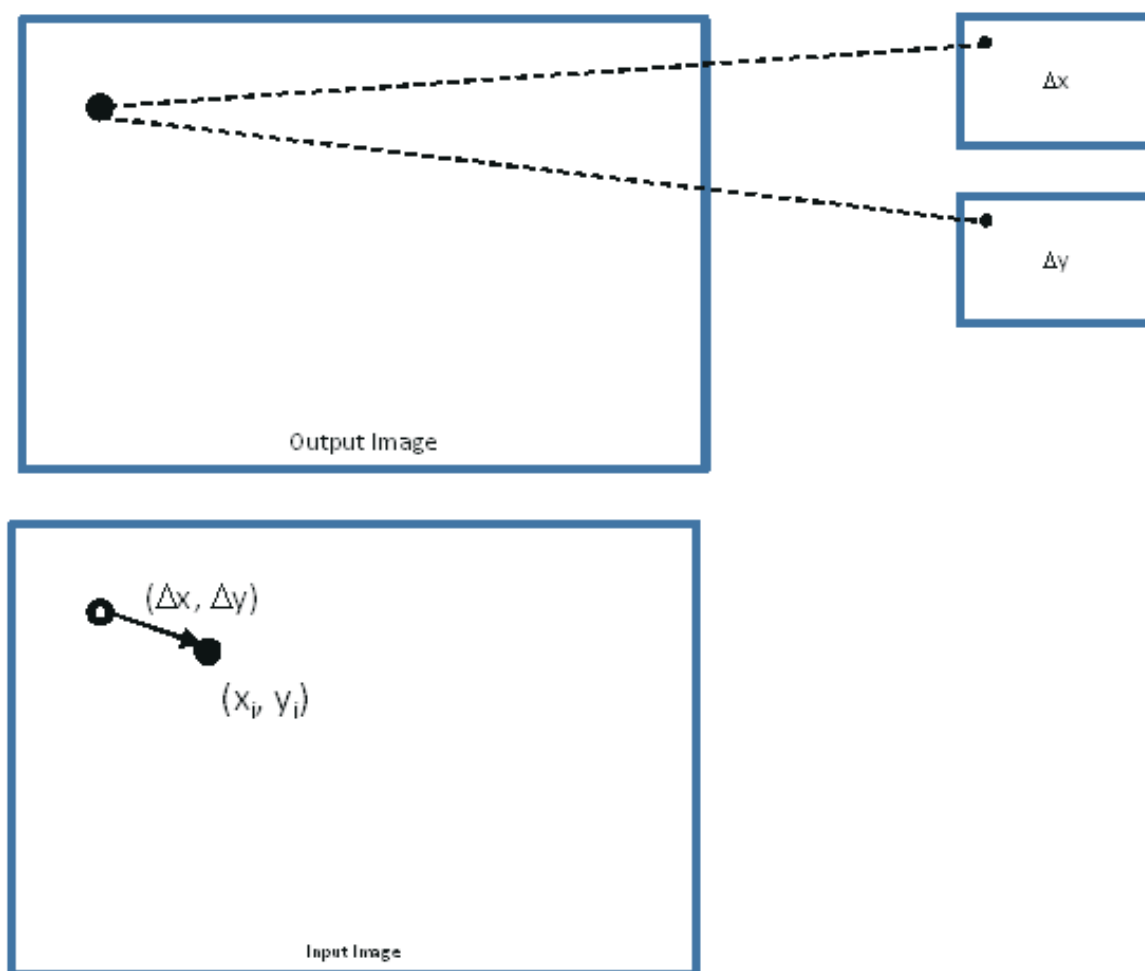 Δx
Δy
Output Image
(Δx, Δy)
(xᵢ, yᵢ)
Input Image